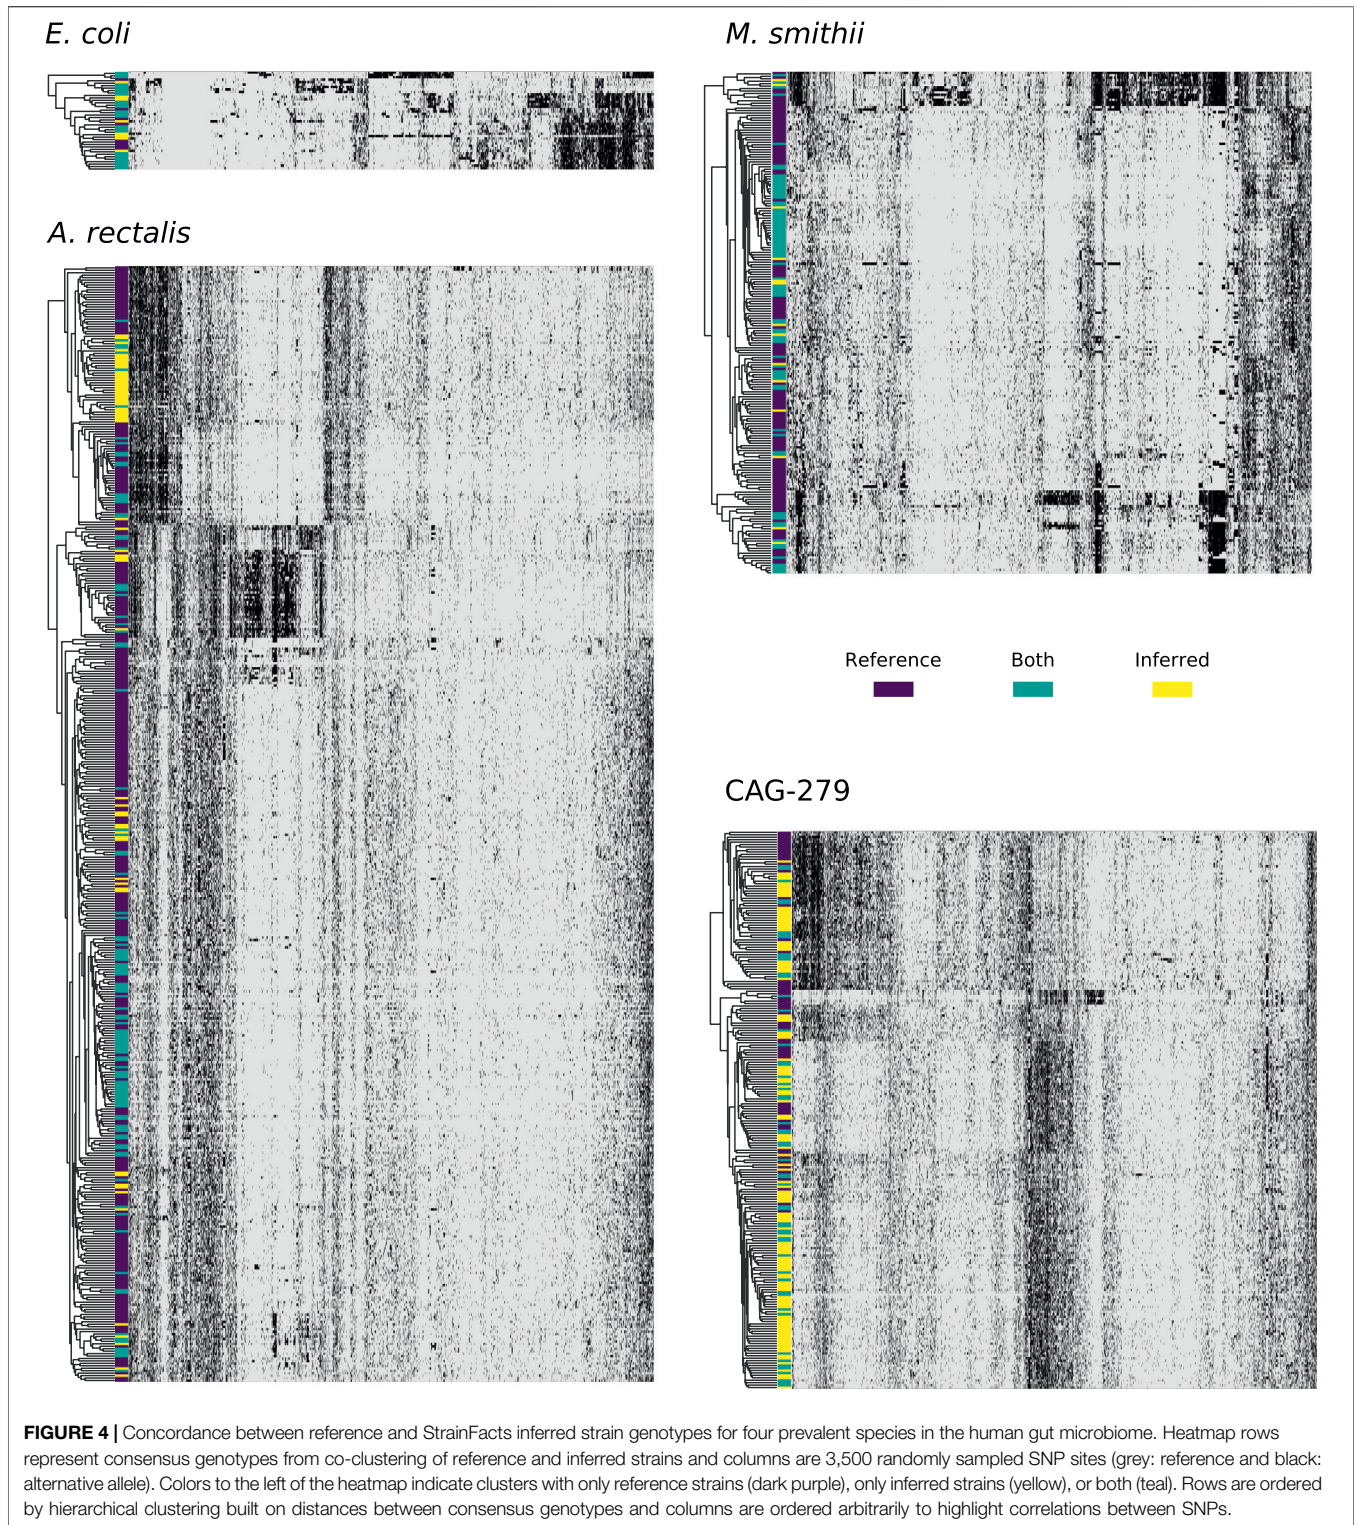 E. coli
M. smithii
A. rectalis
Reference Both Inferred
CAG-279
FIGURE 4 | Concordance between reference and StrainFacts inferred strain genotypes for four prevalent species in the human gut microbiome. Heatmap rows
represent consensus genotypes from co-clustering of reference and inferred strains and columns are 3,500 randomly sampled SNP sites (grey: reference and black:
alternative allele). Colors to the left of the heatmap indicate clusters with only reference strains (dark purple), only inferred strains (yellow), or both (teal). Rows are ordered
by hierarchical clustering built on distances between consensus genotypes and columns are ordered arbitrarily to highlight correlations between SNPs.